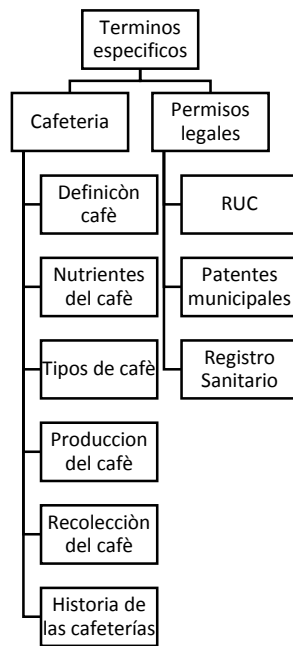 Terminos
especificos
Cafeteria
Permisos
legales
Definicòn
cafè
RUC
Nutrientes
del cafè
Patentes
municipales
Tipos de cafè
Registro
Sanitario
Produccion
del cafè
Recolecciòn
del cafè
Historia de
las cafeterías